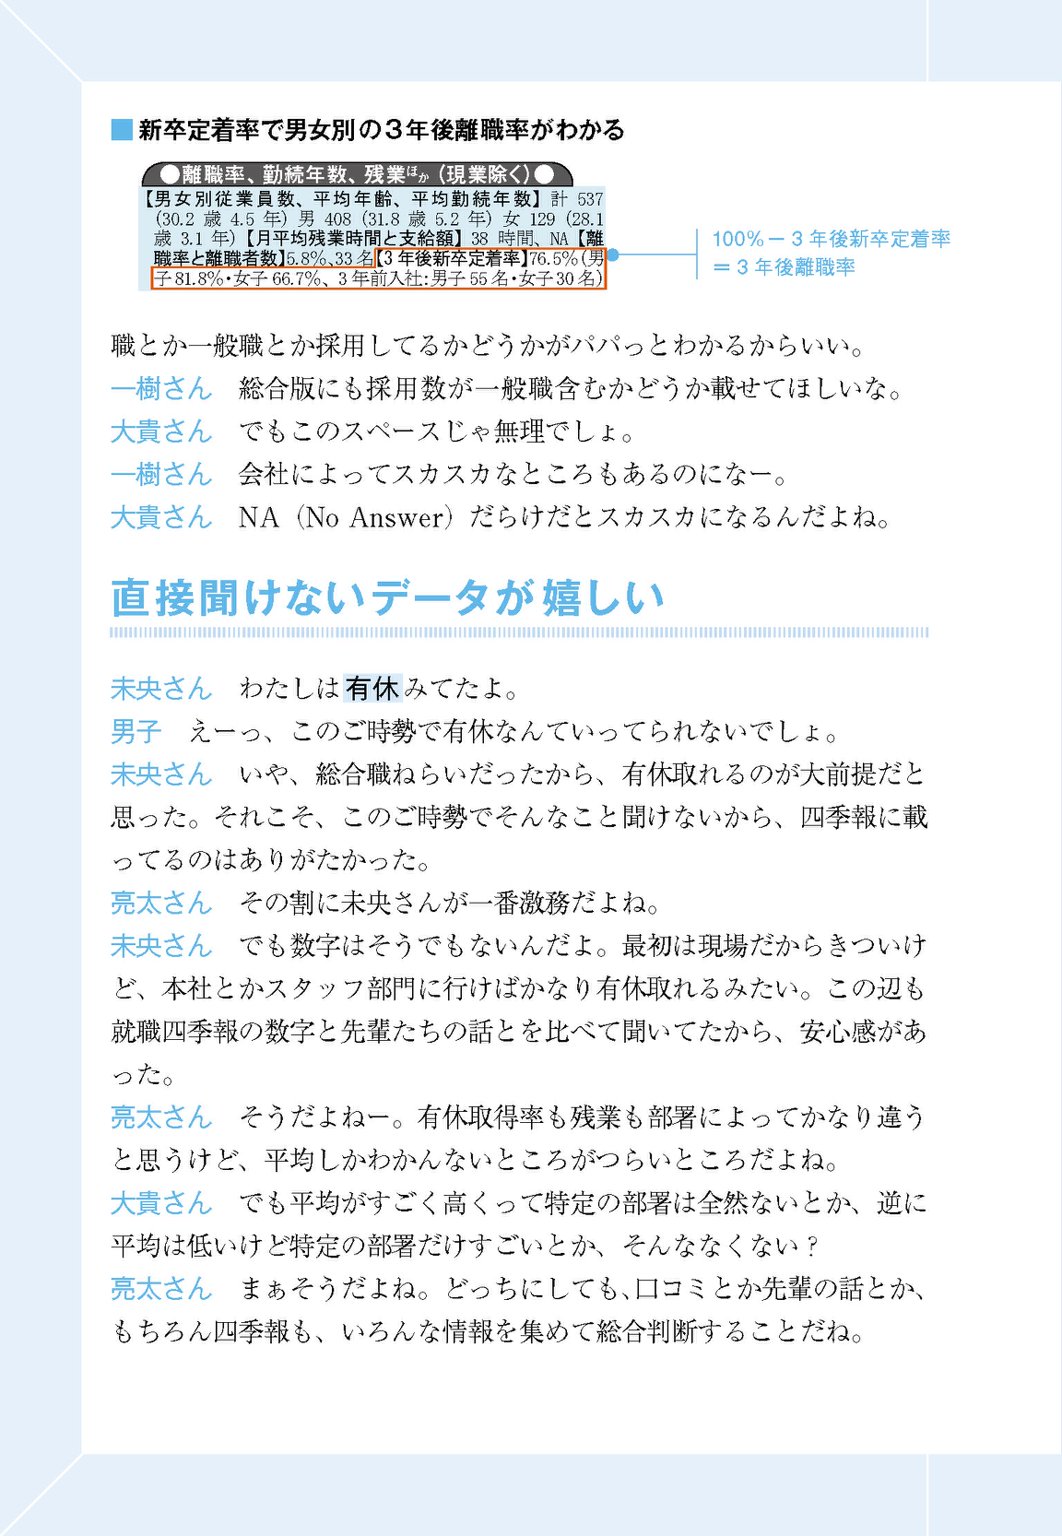 ■新卒定着率で男女別の3年後離職率がわかる
●離職率、勤続年数、残業ほか（現業除く）●
【男女別従業員数、平均年齢、平均勤続年数】計 537
（30.2 歳 4.5 年）男 408（31.8 歳 5.2 年）女 129（28.1
歳 3.1 年）【月平均残業時間と支給額】38 時間、NA【離
職率と離職者数】5.8%、33 名【3 年後新卒定着率】76.5%（男
子 81.8%・女子 66.7%、3 年前入社：男子 55 名・女子 30 名）
100%－3 年後新卒定着率
＝3 年後離職率
職とか一般職とか採用してるかどうかがパパっとわかるからいい。
一樹さん　総合版にも採用数が一般職含むかどうか載せてほしいな。
大貴さん　でもこのスペースじゃ無理でしょ。
一樹さん　会社によってスカスカなところもあるのになー。
大貴さん　NA（No Answer）だらけだとスカスカになるんだよね。
直接聞けないデータが嬉しい
未央さん　わたしは有休みてたよ。
男子　えーっ、このご時勢で有休なんていってられないでしょ。
未央さん　いや、総合職ねらいだったから、有休取れるのが大前提だと
思った。それこそ、このご時勢でそんなこと聞けないから、四季報に載
ってるのはありがたかった。
亮太さん　その割に未央さんが一番激務だよね。
未央さん　でも数字はそうでもないんだよ。最初は現場だからきついけ
ど、本社とかスタッフ部門に行けばかなり有休取れるみたい。この辺も
就職四季報の数字と先輩たちの話とを比べて聞いてたから、安心感があ
った。
亮太さん　そうだよねー。有休取得率も残業も部署によってかなり違う
と思うけど、平均しかわかんないところがつらいところだよね。
大貴さん　でも平均がすごく高くって特定の部署は全然ないとか、逆に
平均は低いけど特定の部署だけすごいとか、そんななくない？
亮太さん　まぁそうだよね。どっちにしても、口コミとか先輩の話とか、
もちろん四季報も、いろんな情報を集めて総合判断することだね。